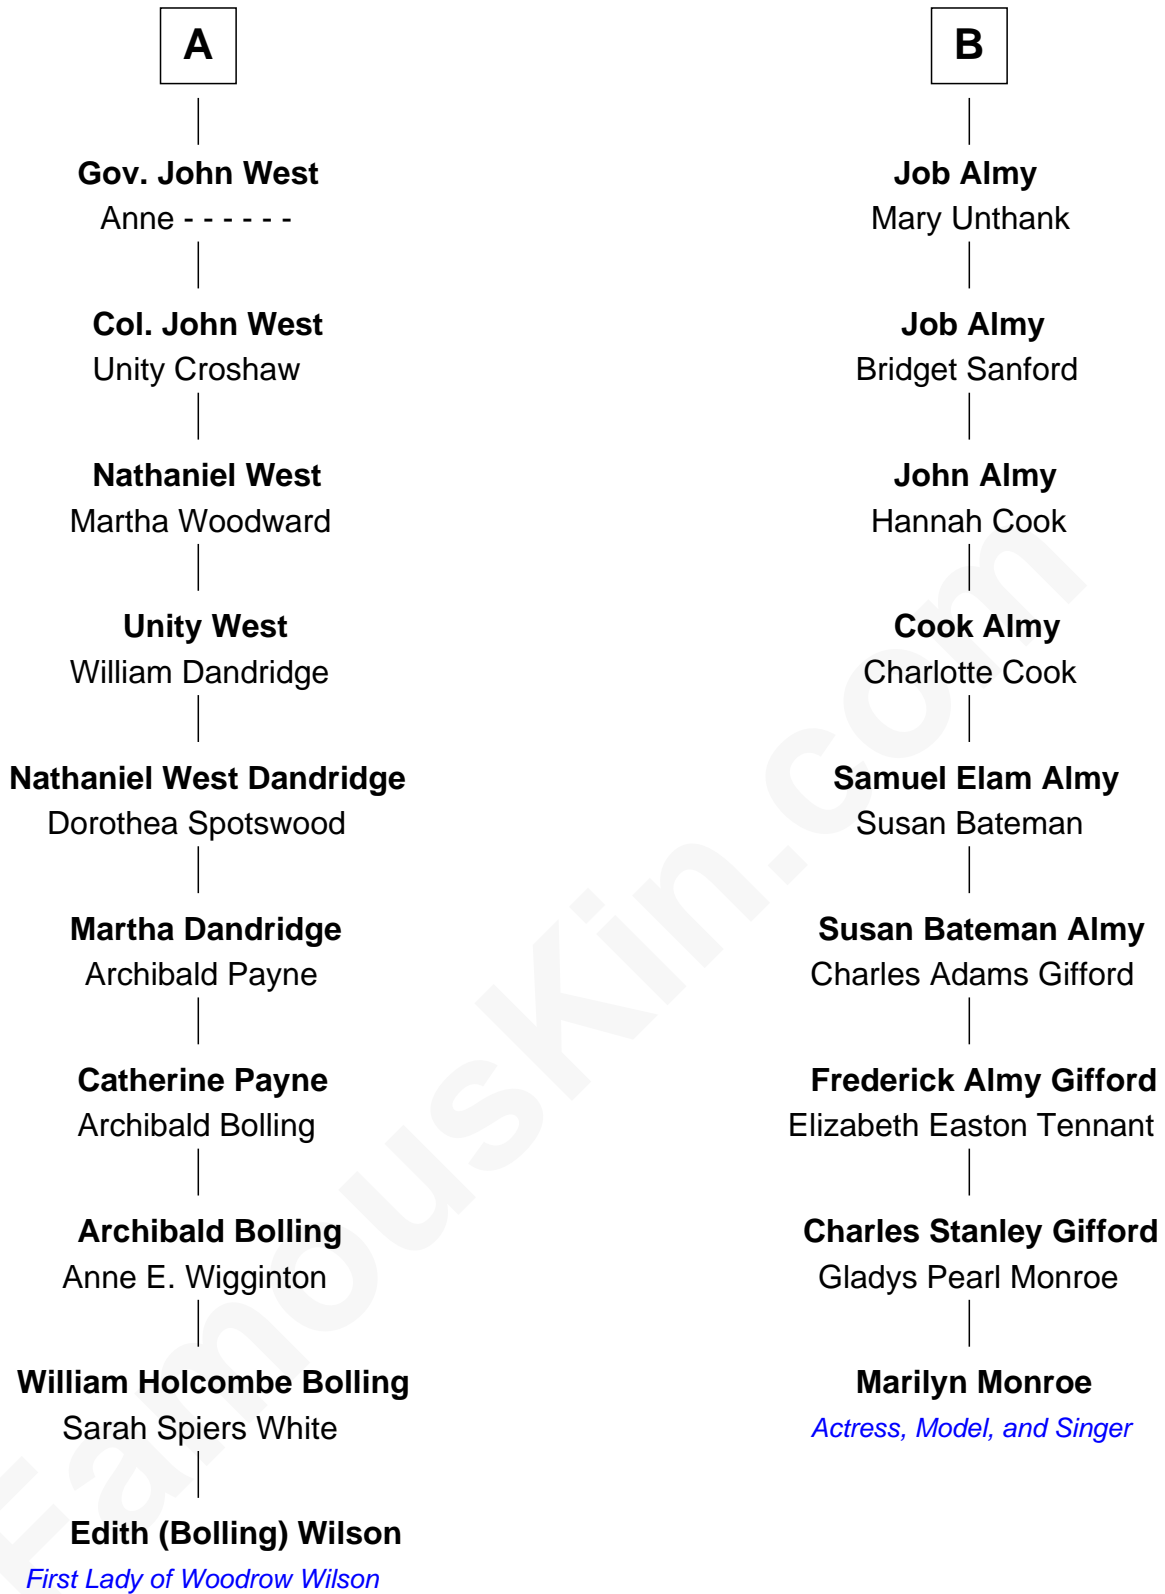 A
Gov. John West
Anne - - - - - -
Col. John West
Unity Croshaw
Nathaniel West
Martha Woodward
Unity West
William Dandridge
Nathaniel West Dandridge
Dorothea Spotswood
Martha Dandridge
Archibald Payne
Catherine Payne
Archibald Bolling
Archibald Bolling
Anne E. Wigginton
William Holcombe Bolling
Sarah Spiers White
Edith (Bolling) Wilson
First Lady of Woodrow Wilson
B
Job Almy
Mary Unthank
Job Almy
Bridget Sanford
John Almy
Hannah Cook
Cook Almy
Charlotte Cook
Samuel Elam Almy
Susan Bateman
Susan Bateman Almy
Charles Adams Gifford
Frederick Almy Gifford
Elizabeth Easton Tennant
Charles Stanley Gifford
Gladys Pearl Monroe
Marilyn Monroe
Actress, Model, and Singer
FamousKin.com